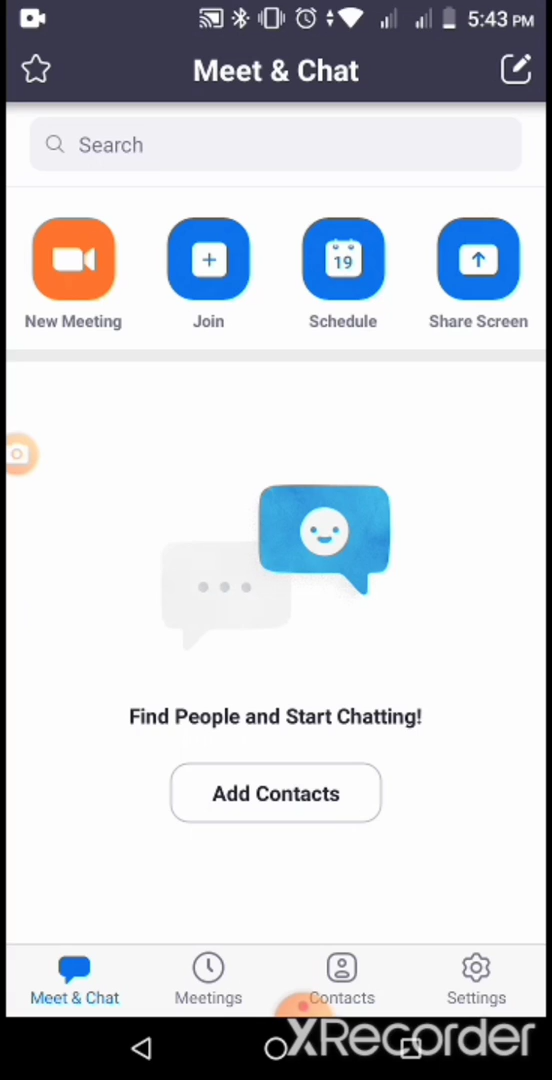 5:43 PM
Meet & Chat
Search
19
New Meeting
Join
Schedule
Share Screen
Find People and Start Chatting!
Add Contacts
Meet & Chat
Meetings
Contacts
Settings
XRecorder